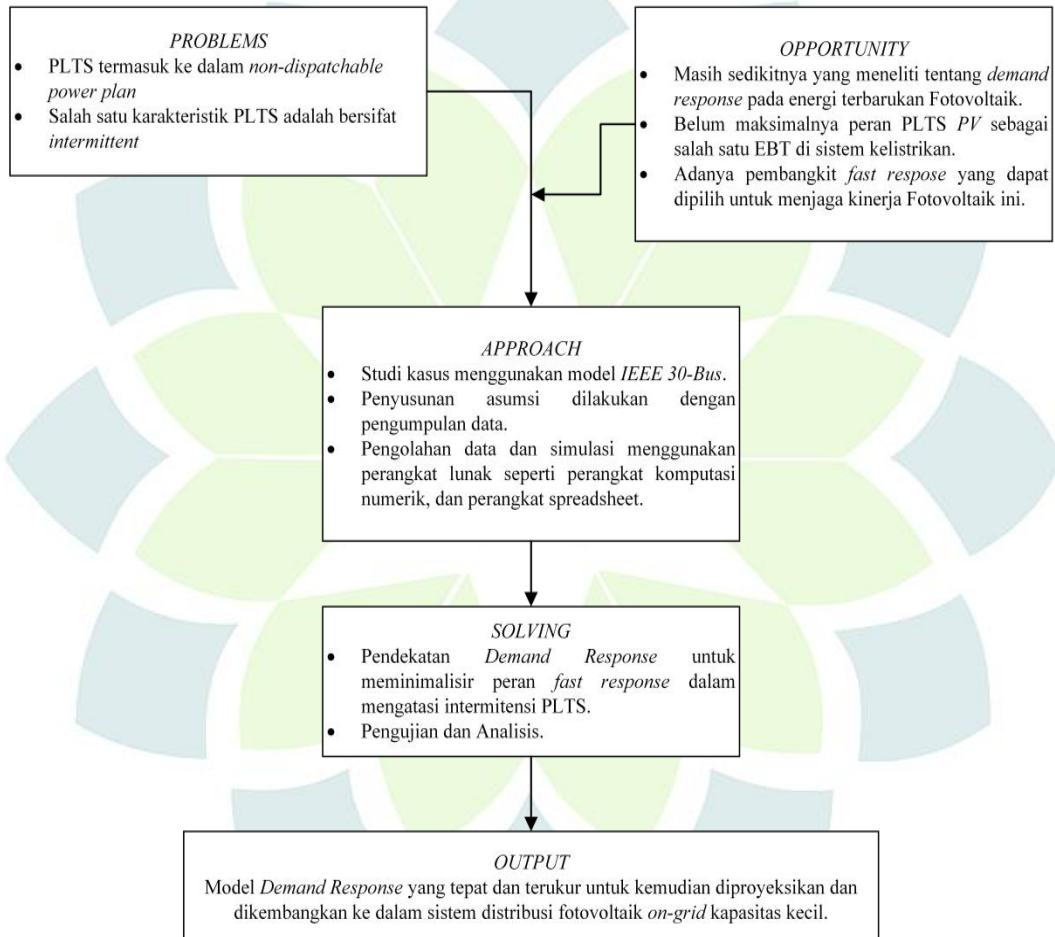 PROBLEMS
• PLTS termasuk ke dalam non-dispatchable
power plan
• Salah satu karakteristik PLTS adalah bersifat
intermittent
OPPORTUNITY
• Masih sedikitnya yang meneliti tentang demand
response pada energi terbarukan Fotovoltaik.
• Belum maksimalnya peran PLTS PV sebagai
salah satu EBT di sistem kelistrikan.
• Adanya pembangkit fast respose yang dapat
dipilih untuk menjaga kinerja Fotovoltaik ini.
APPROACH
• Studi kasus menggunakan model IEEE 30-Bus.
• Penyusunan asumsi dilakukan dengan
pengumpulan data.
• Pengolahan data dan simulasi menggunakan
perangkat lunak seperti perangkat komputasi
numerik, dan perangkat spreadsheet.
SOLVING
• Pendekatan Demand Response untuk
meminimalisir peran fast response dalam
mengatasi intermitensi PLTS.
• Pengujian dan Analisis.
OUTPUT
Model Demand Response yang tepat dan terukur untuk kemudian diproyeksikan dan
dikembangkan ke dalam sistem distribusi fotovoltaik on-grid kapasitas kecil.